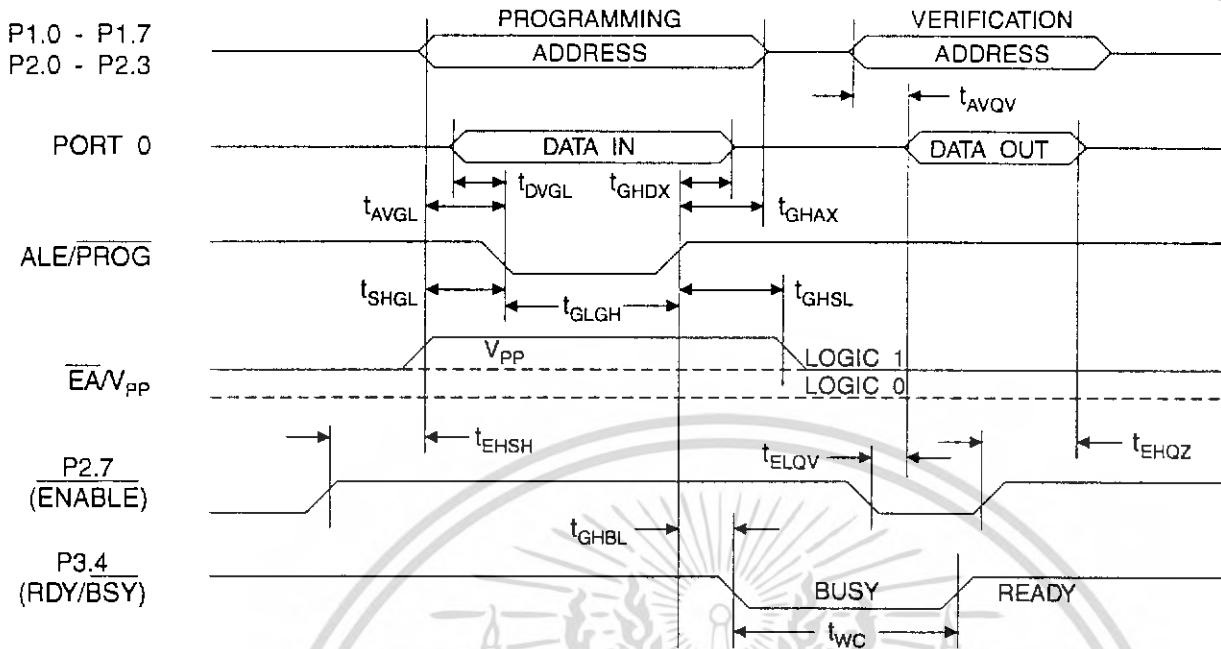 PROGRAMMING
VERIFICATION
P1.0 - P1.7
P2.0 - P2.3
ADDRESS
ADDRESS
tAVQV
PORT 0
DATA IN
DATA OUT
tDVGL
tGHDX
tAVGL
tGHAX
ALE/PROG
tSHGL
tGLGH
tGHSL
VPP
LOGIC 1
EA/VPP
LOGIC 0
tEHSH
tELQV
tEHQZ
P2.7
(ENABLE)
tGHBL
P3.4
(RDY/BSY)
BUSY
READY
tWC